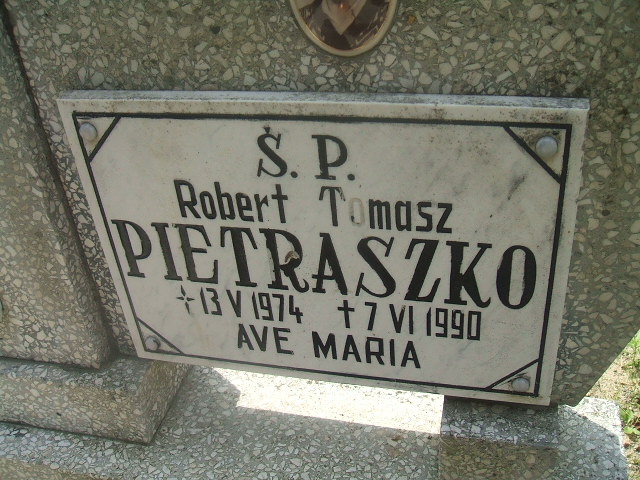 Ś. P.
Robert Tomasz
PIETRASZKO
* 13 V 1974 † 7 VI 1990
AVE MARIA